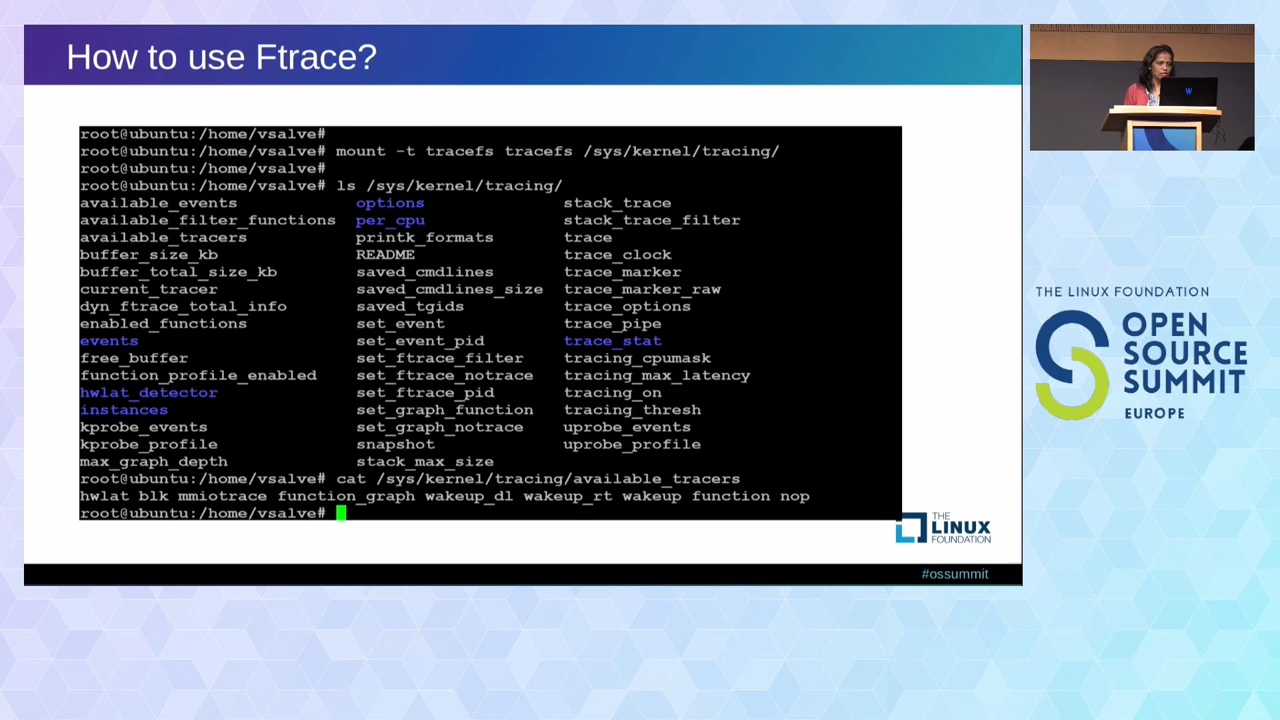 How to use Ftrace?
root@ubuntu:/home/vsalve#
root@ubuntu:/home/vsalve# mount -t tracefs tracefs /sys/kernel/tracing/
root@ubuntu:/home/vsalve#
root@ubuntu:/home/vsalve# ls /sys/kernel/tracing/
available_events options stack_trace
available_filter_functions per_cpu stack_trace_filter
available_tracers printk_formats trace
buffer_size_kb README trace_clock
buffer_total_size_kb saved_cmdlines trace_marker
current_tracer saved_cmdlines_size trace_marker_raw
dyn_ftrace_total_info saved_tgids trace_options
enabled_functions set_event trace_pipe
events set_event_pid trace_stat
free_buffer set_ftrace_filter tracing_cpumask
function_profile_enabled set_ftrace_notrace tracing_max_latency
hwlat_detector set_ftrace_pid tracing_on
instances set_graph_function tracing_thresh
kprobe_events set_graph_notrace uprobe_events
kprobe_profile snapshot uprobe_profile
max_graph_depth stack_max_size
root@ubuntu:/home/vsalve# cat /sys/kernel/tracing/available_tracers
hwlat blk mmiotrace function_graph wakeup_dl wakeup_rt wakeup function nop
root@ubuntu:/home/vsalve#
THE
LINUX
FOUNDATION
#ossummit
THE LINUX FOUNDATION
OPEN
SOURCE
SUMMIT
EUROPE